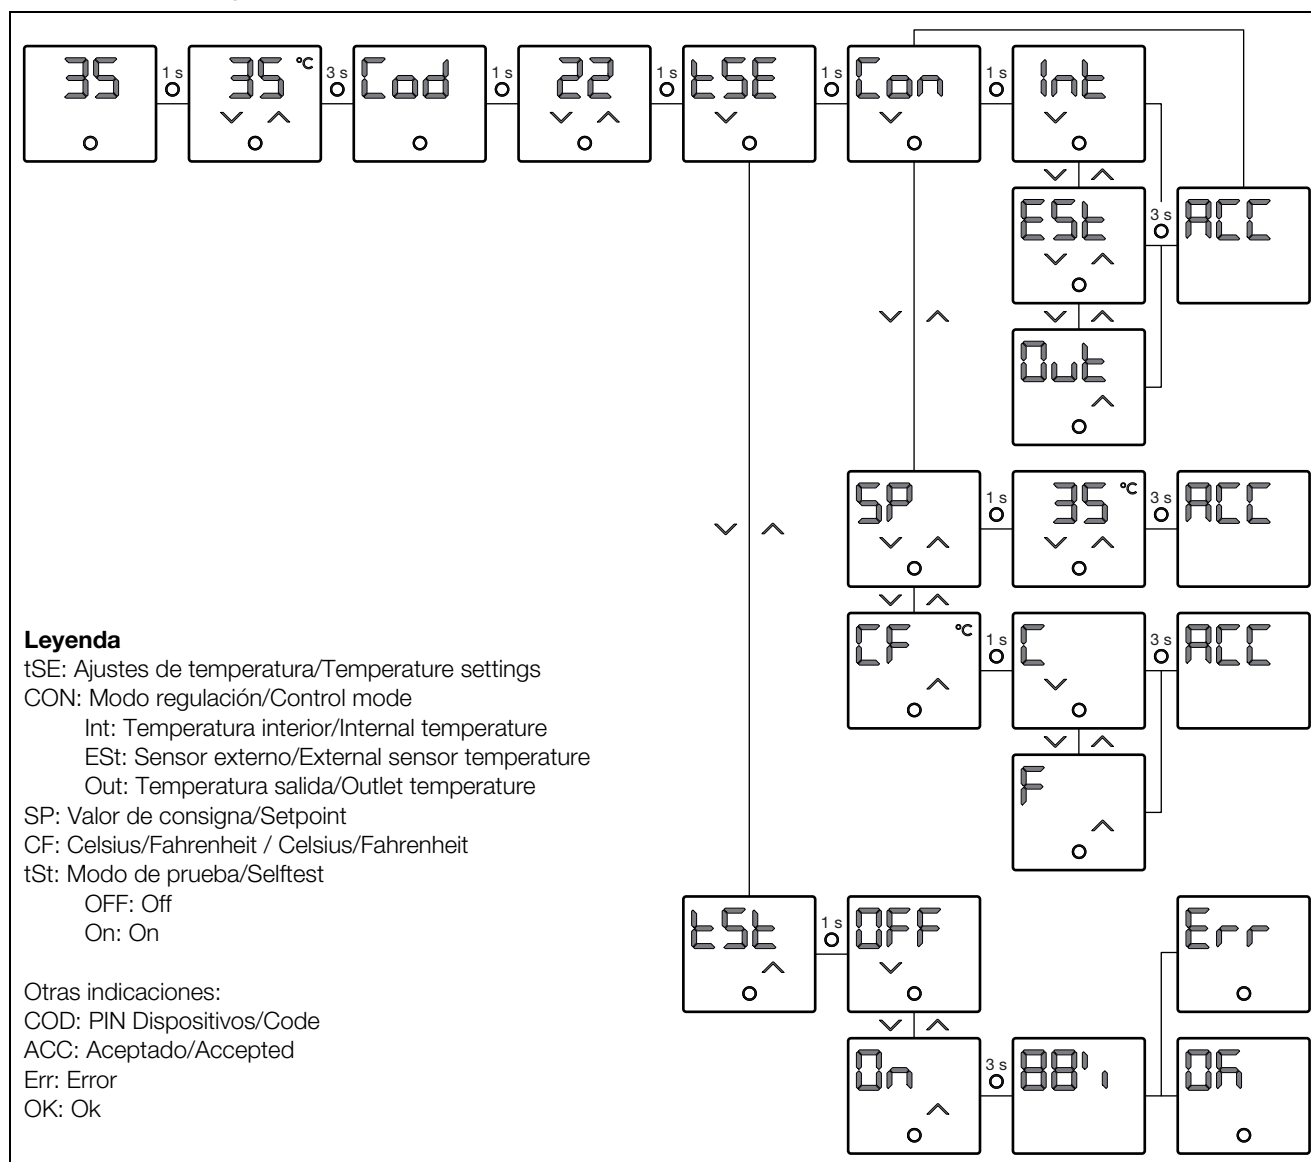 35 1 s 35 °C 3 s Cod 1 s 22 1 s tSE 1 s Con 1 s Int
ESt 3 s ACC
Out
SP 1 s 35 °C 3 s ACC
CF °C 1 s C 3 s ACC
F
Leyenda
tSE: Ajustes de temperatura/Temperature settings
CON: Modo regulación/Control mode
Int: Temperatura interior/Internal temperature
ESt: Sensor externo/External sensor temperature
Out: Temperatura salida/Outlet temperature
SP: Valor de consigna/Setpoint
CF: Celsius/Fahrenheit / Celsius/Fahrenheit
tSt: Modo de prueba/Selftest
OFF: Off
On: On
tSt 1 s OFF Err
On 3 s 88 OK
Otras indicaciones:
COD: PIN Dispositivos/Code
ACC: Aceptado/Accepted
Err: Error
OK: Ok